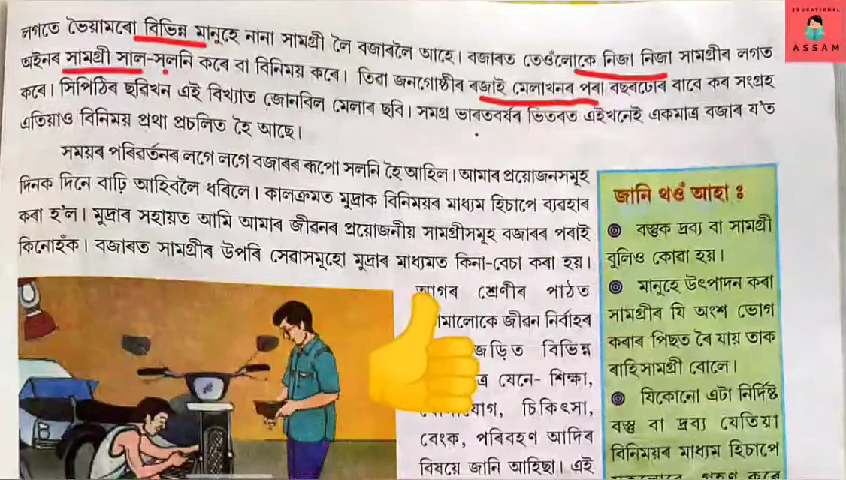 লগতে ভৈয়ামৰো বিভিন্ন মানুহে নানা সামগ্ৰী লৈ বজাৰলৈ আহে। বজাৰত তেওঁলোকে নিজা নিজা সামগ্ৰীৰ লগত
অইনৰ সামগ্ৰী সাল-সলনি কৰে বা বিনিময় কৰে। তিৱা জনগোষ্ঠীৰ ৰজাই মেলাখনৰ পৰা বছৰটোৰ বাবে কৰ সংগ্ৰহ
কৰে। সিপিঠিৰ ছবিখন এই বিখ্যাত জোনবিল মেলাৰ ছবি। সমগ্ৰ ভাৰতবৰ্ষৰ ভিতৰত এইখনেই একমাত্ৰ বজাৰ য'ত
এতিয়াও বিনিময় প্ৰথা প্ৰচলিত হৈ আছে।
সময়ৰ পৰিৱৰ্তনৰ লগে লগে বজাৰৰ ৰূপো সলনি হৈ আহিল। আমাৰ প্ৰয়োজনসমূহ
দিনক দিনে বাঢ়ি আহিবলৈ ধৰিলে। কালক্ৰমত মুদ্ৰাক বিনিময়ৰ মাধ্যম হিচাপে ব্যৱহাৰ
কৰা হ'ল। মুদ্ৰাৰ সহায়ত আমি আমাৰ জীৱনৰ প্ৰয়োজনীয় সামগ্ৰীসমূহ বজাৰৰ পৰাই
কিনোহঁক। বজাৰত সামগ্ৰীৰ উপৰি সেৱাসমূহো মুদ্ৰাৰ মাধ্যমত কিনা-বেচা কৰা হয়।
আগৰ শ্ৰেণীৰ পাঠত
জীৱন নিৰ্বাহৰ
জড়িত বিভিন্ন
যেনে- শিক্ষা,
চিকিৎসা,
বেংক, পৰিবহণ আদিৰ
বিষয়ে জানি আহিছা। এই
জানি থওঁ আহা :
বস্তুক দ্ৰব্য বা সামগ্ৰী
বুলিও কোৱা হয়।
মানুহে উৎপাদন কৰা
সামগ্ৰীৰ যি অংশ ভোগ
কৰাৰ পিছত ৰৈ যায় তাক
ৰাহি সামগ্ৰী বোলে।
যিকোনো এটা নিৰ্দিষ্ট
বস্তু বা দ্ৰব্য যেতিয়া
বিনিময়ৰ মাধ্যম হিচাপে
EDUCATIONAL
ASSAM